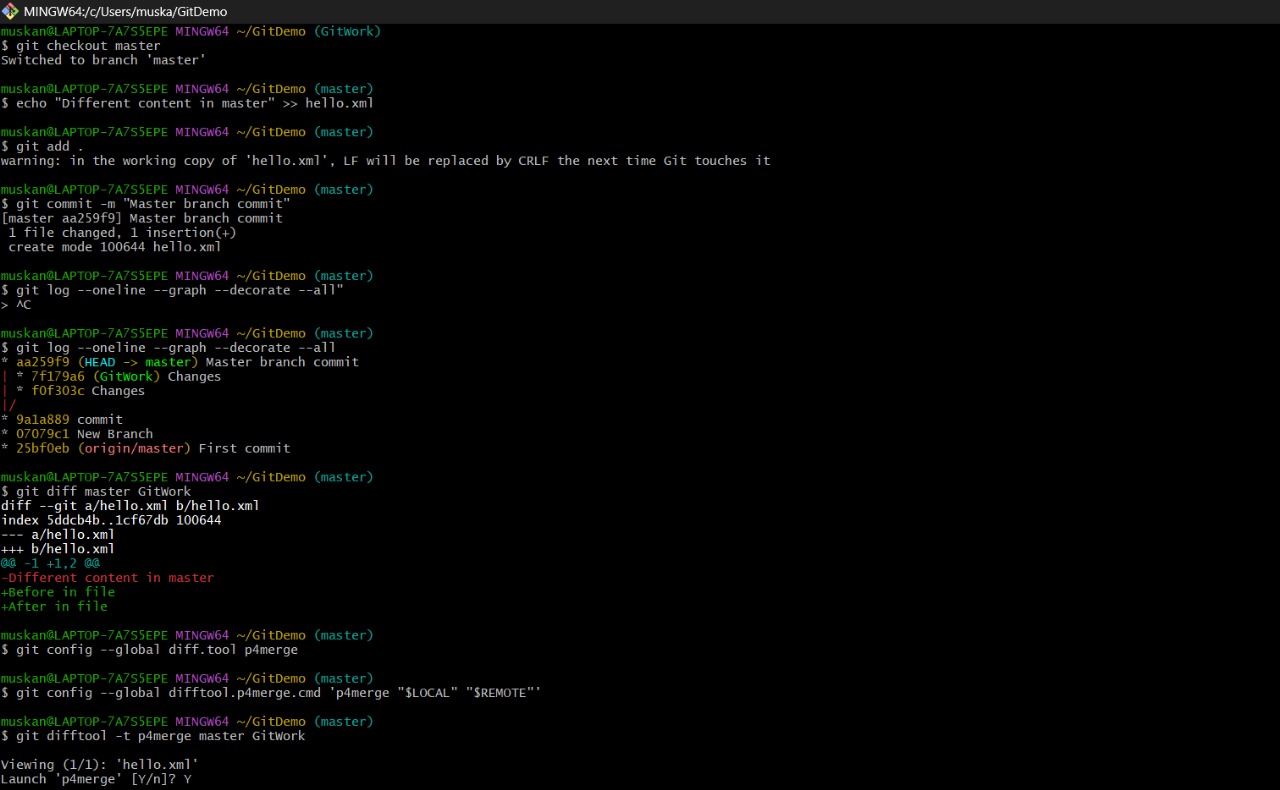 MINGW64:/c/Users/muska/GitDemo
muskan@LAPTOP-7A7S5EPE MINGW64 ~/GitDemo (GitWork)
$ git checkout master
Switched to branch 'master'
muskan@LAPTOP-7A7S5EPE MINGW64 ~/GitDemo (master)
$ echo "Different content in master" >> hello.xml
muskan@LAPTOP-7A7S5EPE MINGW64 ~/GitDemo (master)
$ git add .
warning: in the working copy of 'hello.xml', LF will be replaced by CRLF the next time Git touches it
muskan@LAPTOP-7A7S5EPE MINGW64 ~/GitDemo (master)
$ git commit -m "Master branch commit"
[master aa259f9] Master branch commit
 1 file changed, 1 insertion(+)
 create mode 100644 hello.xml
muskan@LAPTOP-7A7S5EPE MINGW64 ~/GitDemo (master)
$ git log --oneline --graph --decorate --all"
> ^C
muskan@LAPTOP-7A7S5EPE MINGW64 ~/GitDemo (master)
$ git log --oneline --graph --decorate --all
* aa259f9 (HEAD -> master) Master branch commit
| * 7f179a6 (GitWork) Changes
| * f0f303c Changes
|/
* 9a1a889 commit
* 07079c1 New Branch
* 25bf0eb (origin/master) First commit
muskan@LAPTOP-7A7S5EPE MINGW64 ~/GitDemo (master)
$ git diff master GitWork
diff --git a/hello.xml b/hello.xml
index 5ddcb4b..1cf67db 100644
--- a/hello.xml
+++ b/hello.xml
@@ -1 +1,2 @@
-Different content in master
+Before in file
+After in file
muskan@LAPTOP-7A7S5EPE MINGW64 ~/GitDemo (master)
$ git config --global diff.tool p4merge
muskan@LAPTOP-7A7S5EPE MINGW64 ~/GitDemo (master)
$ git config --global difftool.p4merge.cmd 'p4merge "$LOCAL" "$REMOTE"'
muskan@LAPTOP-7A7S5EPE MINGW64 ~/GitDemo (master)
$ git difftool -t p4merge master GitWork
Viewing (1/1): 'hello.xml'
Launch 'p4merge' [Y/n]? Y